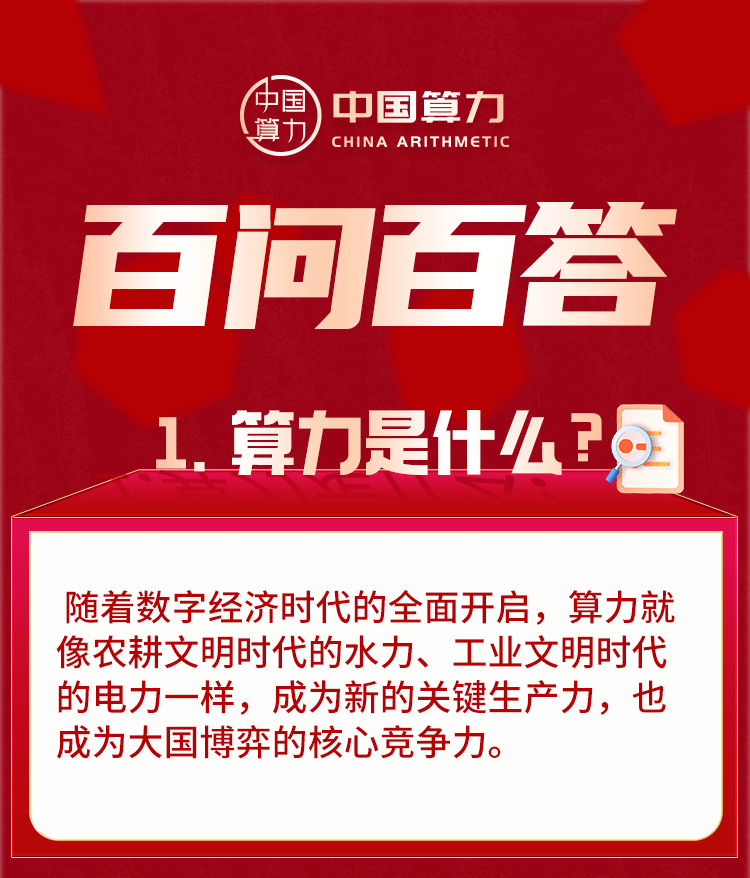 中国
算力
中国算力
CHINA ARITHMETIC
百问百答
1. 算力是什么?
随着数字经济时代的全面开启，算力就
像农耕文明时代的水力、工业文明时代
的电力一样，成为新的关键生产力，也
成为大国博弈的核心竞争力。